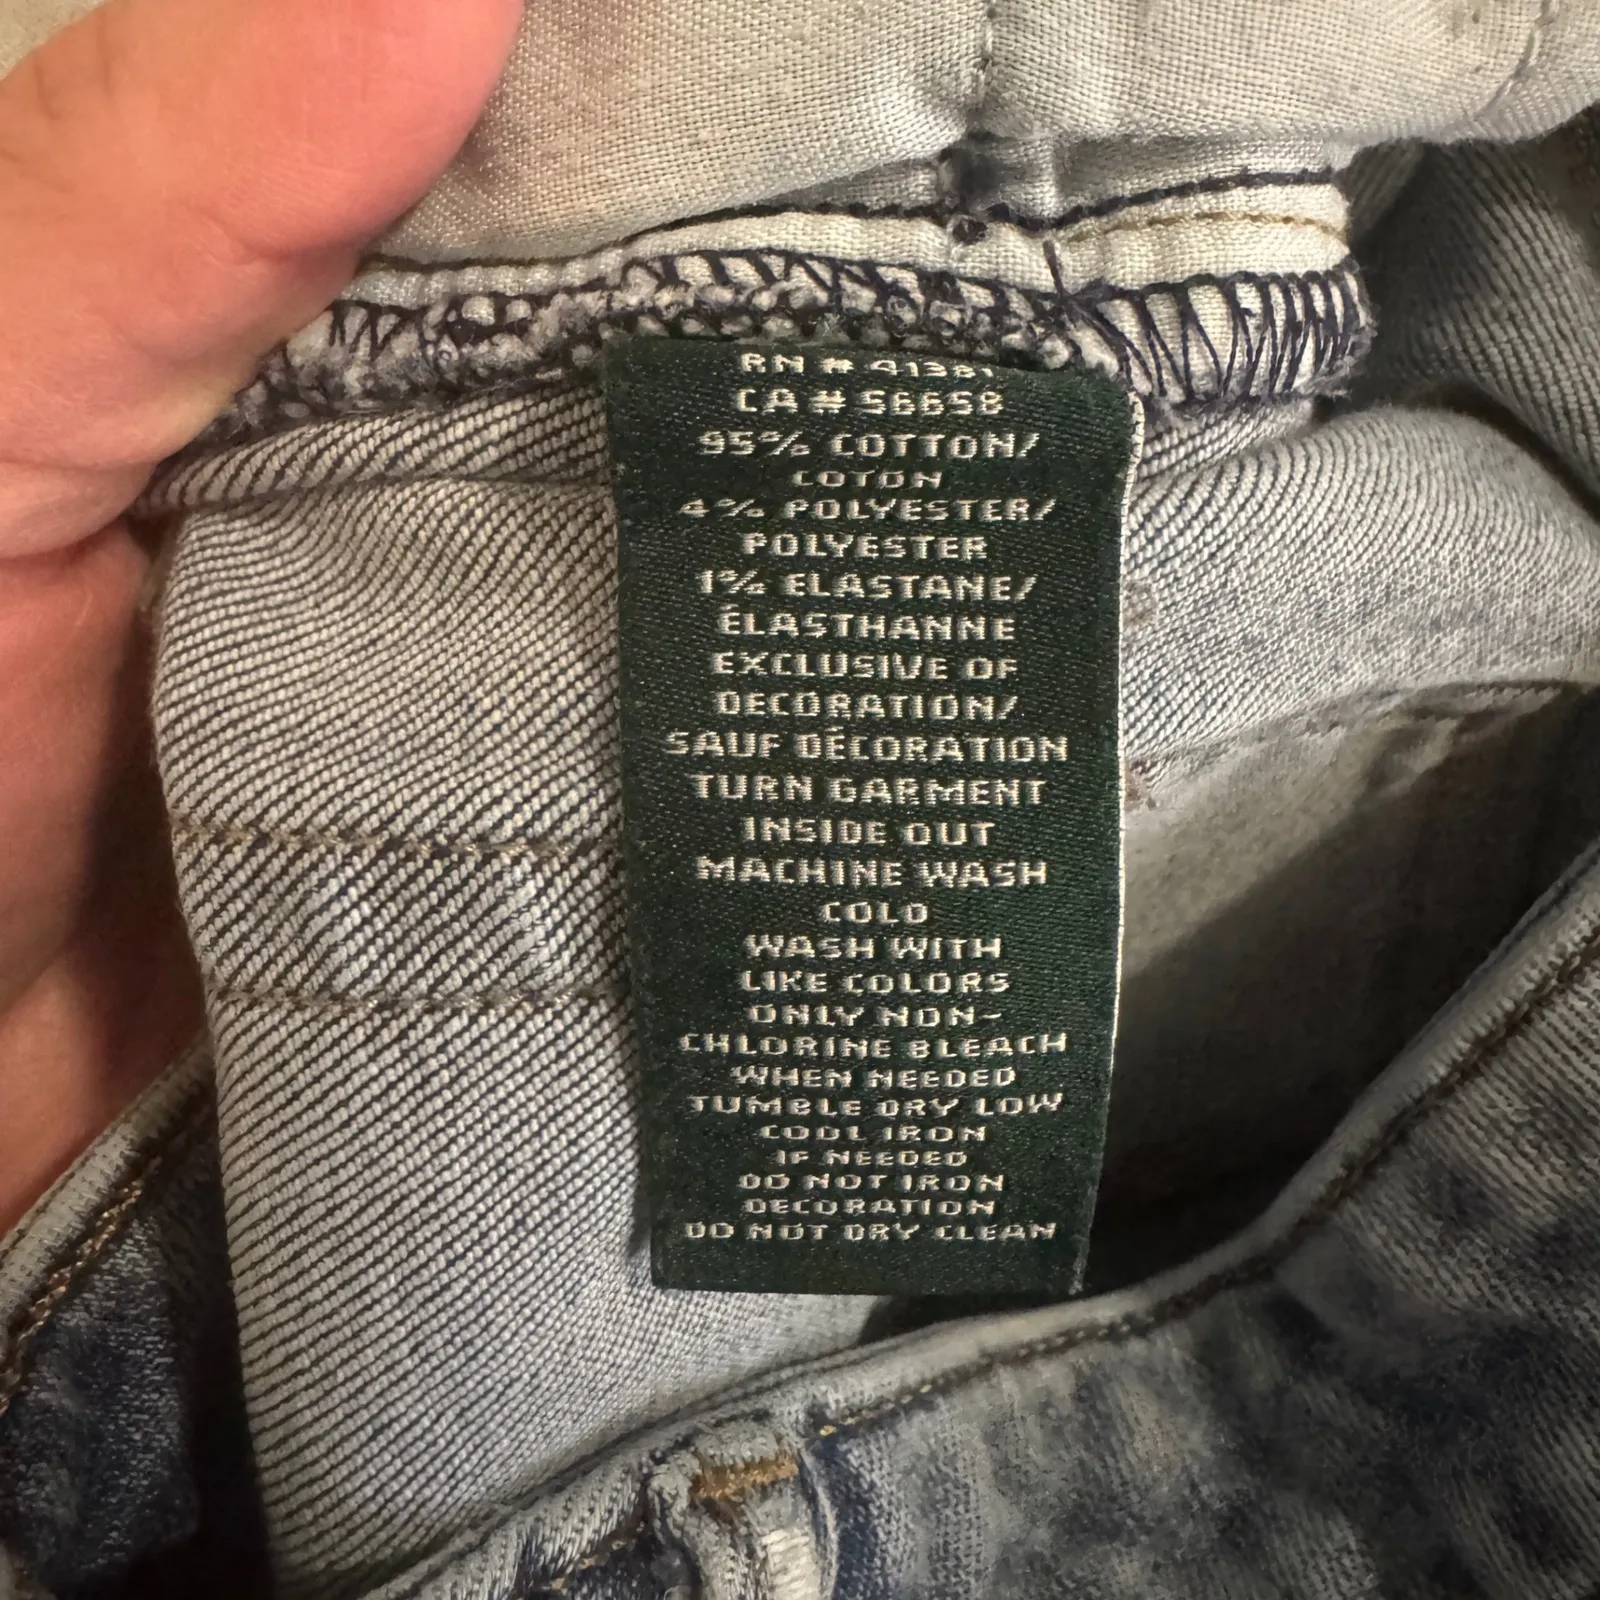 RN # 41381
CA # 56658
95% COTTON/
COTON
4% POLYESTER/
POLYESTER
1% ELASTANE/
ÉLASTHANNE
EXCLUSIVE OF
DECORATION/
SAUF DÉCORATION
TURN GARMENT
INSIDE OUT
MACHINE WASH
COLD
WASH WITH
LIKE COLORS
ONLY NON-
CHLORINE BLEACH
WHEN NEEDED
TUMBLE DRY LOW
COOL IRON
IF NEEDED
DO NOT IRON
DECORATION
DO NOT DRY CLEAN